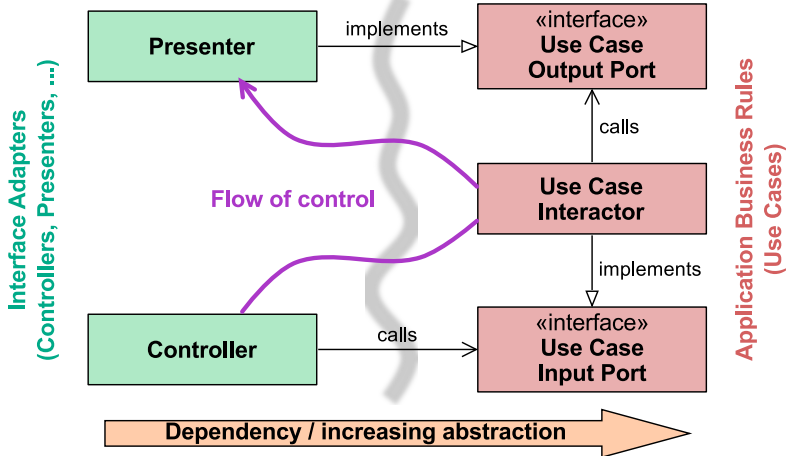 Presenter
implements
«interface»
Use Case
Output Port
calls
Interface Adapters
(Controllers, Presenters, ...)
Flow of control
Use Case
Interactor
Application Business Rules
(Use Cases)
implements
Controller
calls
«interface»
Use Case
Input Port
Dependency / increasing abstraction